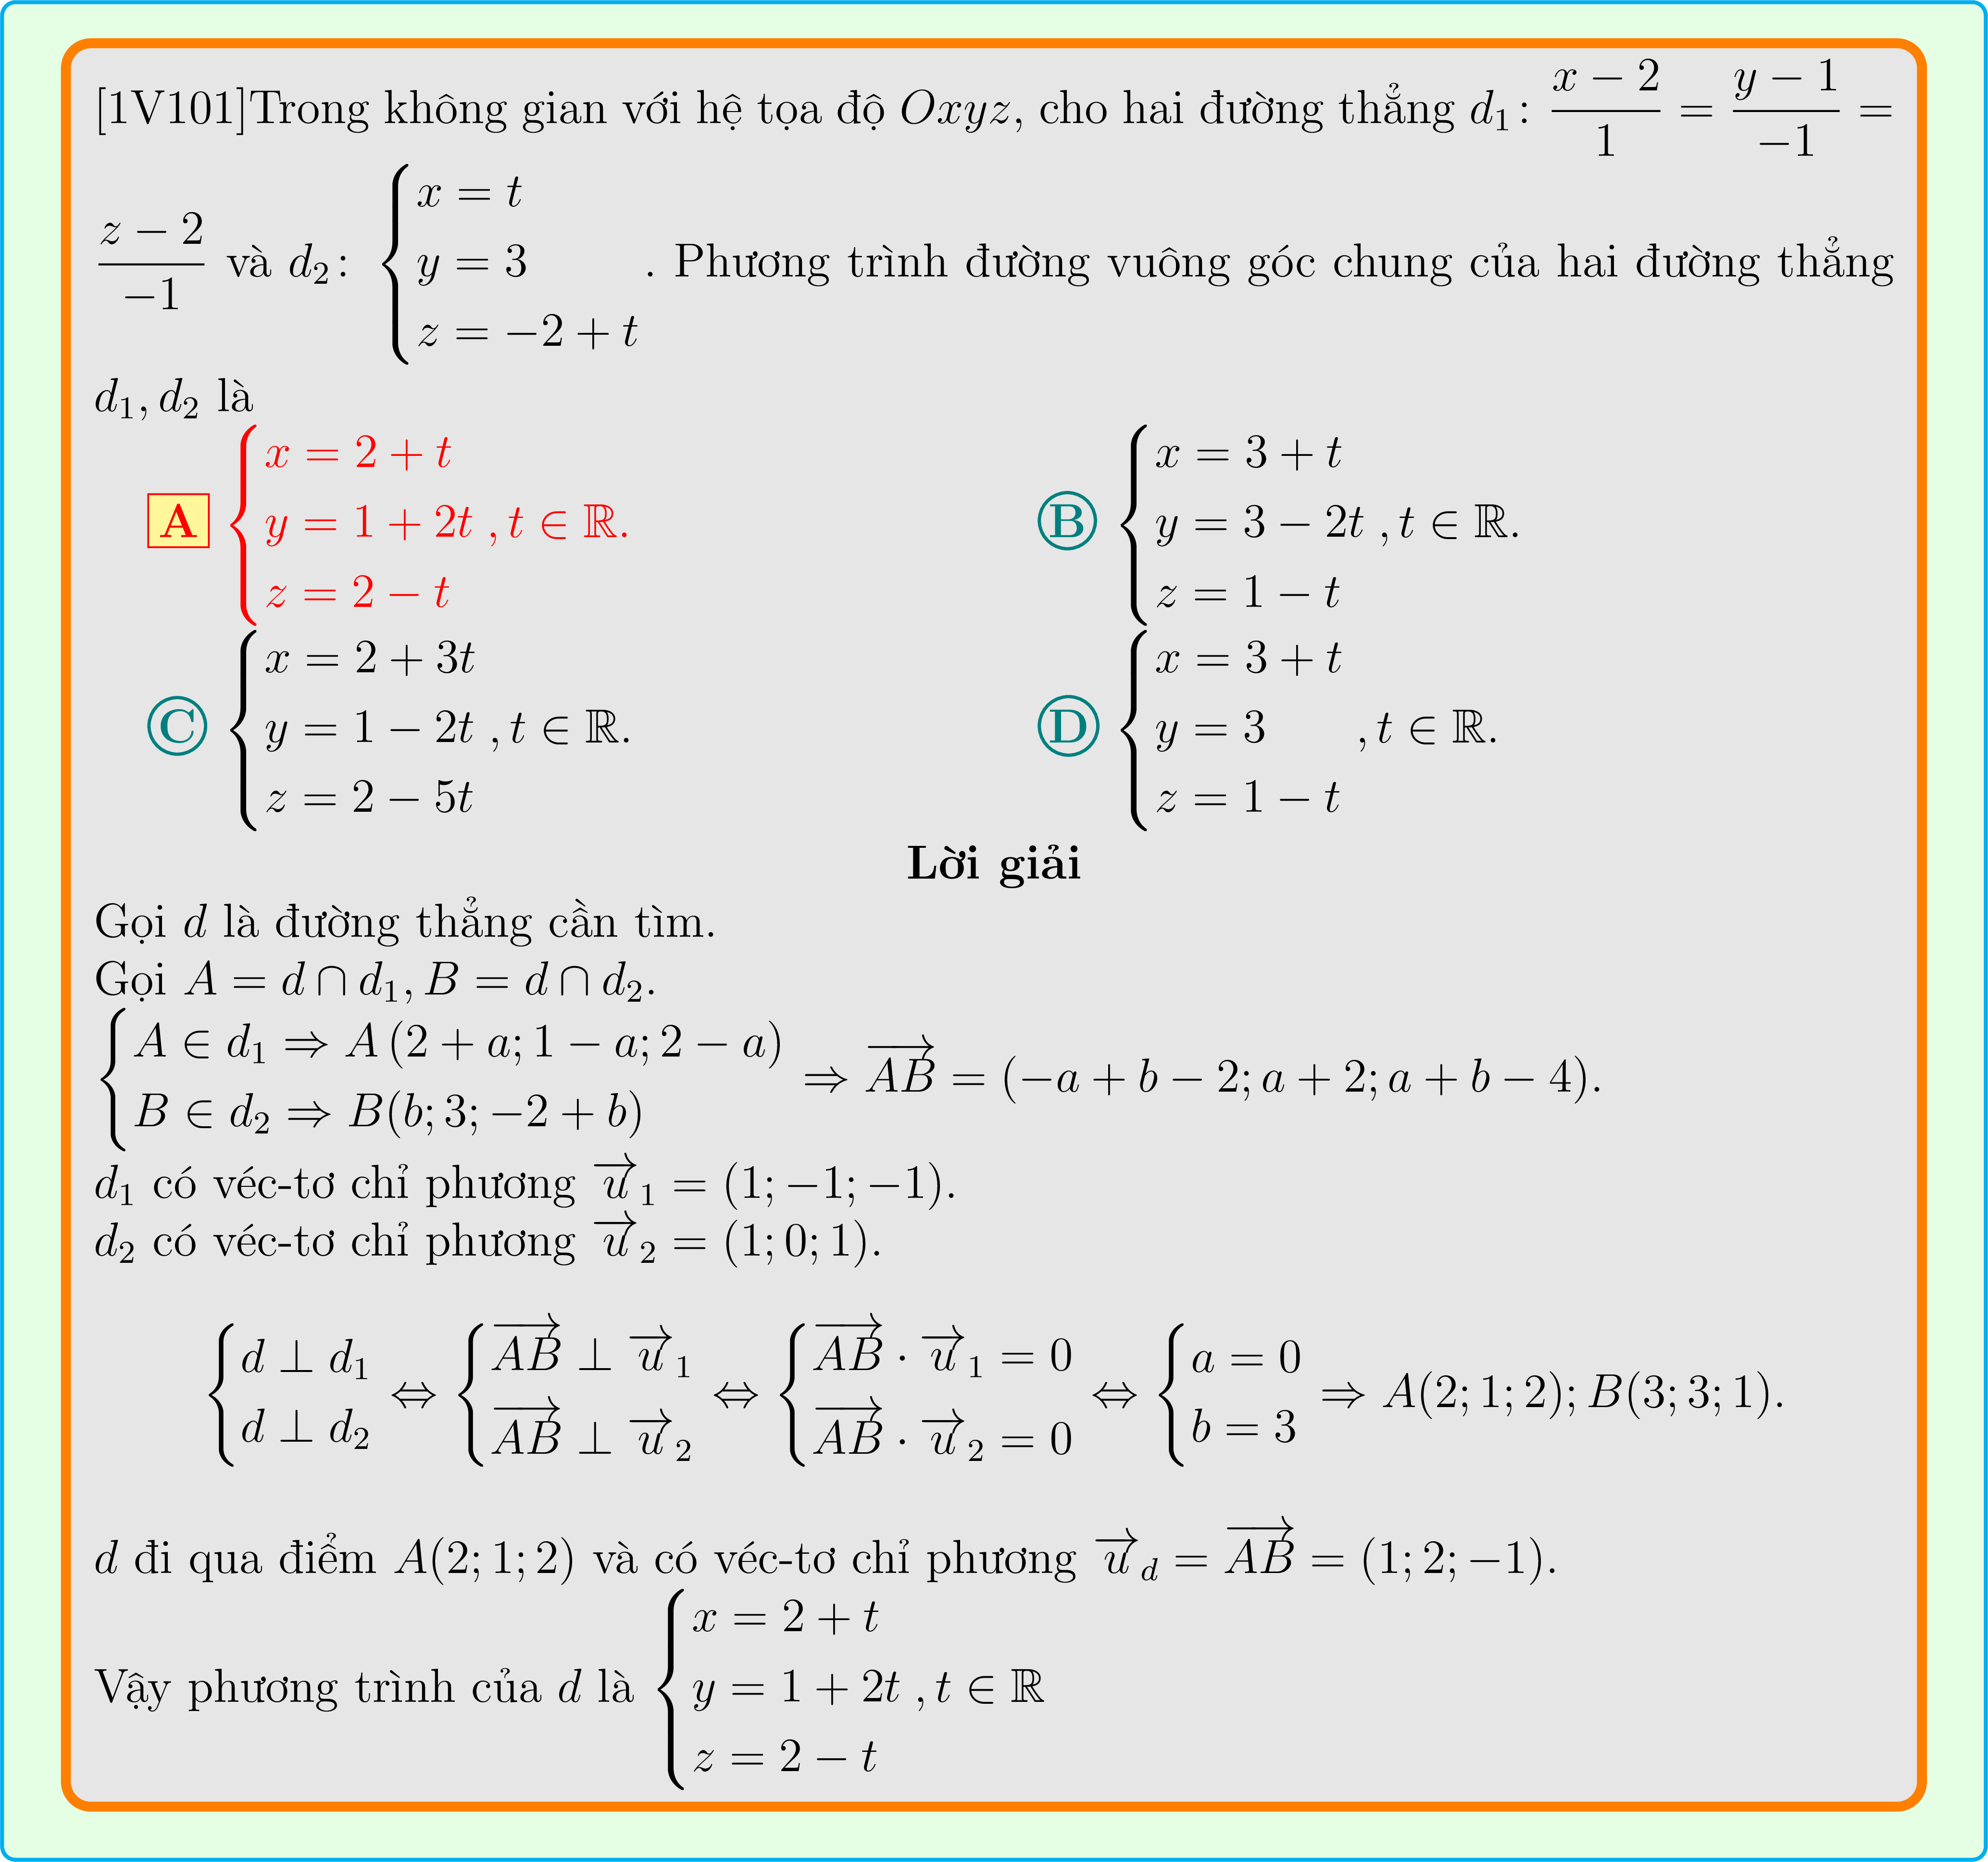 [1V101]Trong không gian với hệ tọa độ $Oxyz$, cho hai đường thẳng $d_1\colon \dfrac{x-2}{1} = \dfrac{y-1}{-1} =$
$\dfrac{z-2}{-1}$ và $d_2\colon \begin{cases} x = t \\ y = 3 \\ z = -2 + t \end{cases}$. Phương trình đường vuông góc chung của hai đường thẳng
$d_1, d_2$ là
A $\begin{cases} x = 2 + t \\ y = 1 + 2t \\ z = 2 - t \end{cases}, t \in \mathbb{R}.$ B $\begin{cases} x = 3 + t \\ y = 3 - 2t \\ z = 1 - t \end{cases}, t \in \mathbb{R}.$
C $\begin{cases} x = 2 + 3t \\ y = 1 - 2t \\ z = 2 - 5t \end{cases}, t \in \mathbb{R}.$ D $\begin{cases} x = 3 + t \\ y = 3 \\ z = 1 - t \end{cases}, t \in \mathbb{R}.$
Lời giải
Gọi $d$ là đường thẳng cần tìm.
Gọi $A = d \cap d_1, B = d \cap d_2.$
$\begin{cases} A \in d_1 \Rightarrow A(2 + a; 1 - a; 2 - a) \\ B \in d_2 \Rightarrow B(b; 3; -2 + b) \end{cases} \Rightarrow \overrightarrow{AB} = (-a + b - 2; a + 2; a + b - 4).$
$d_1$ có véc-tơ chỉ phương $\overrightarrow{u}_1 = (1; -1; -1).$
$d_2$ có véc-tơ chỉ phương $\overrightarrow{u}_2 = (1; 0; 1).$
$\begin{cases} d \perp d_1 \\ d \perp d_2 \end{cases} \Leftrightarrow \begin{cases} \overrightarrow{AB} \perp \overrightarrow{u}_1 \\ \overrightarrow{AB} \perp \overrightarrow{u}_2 \end{cases} \Leftrightarrow \begin{cases} \overrightarrow{AB} \cdot \overrightarrow{u}_1 = 0 \\ \overrightarrow{AB} \cdot \overrightarrow{u}_2 = 0 \end{cases} \Leftrightarrow \begin{cases} a = 0 \\ b = 3 \end{cases} \Rightarrow A(2; 1; 2); B(3; 3; 1).$
$d$ đi qua điểm $A(2; 1; 2)$ và có véc-tơ chỉ phương $\overrightarrow{u}_d = \overrightarrow{AB} = (1; 2; -1).$
Vậy phương trình của $d$ là $\begin{cases} x = 2 + t \\ y = 1 + 2t \\ z = 2 - t \end{cases}, t \in \mathbb{R}$